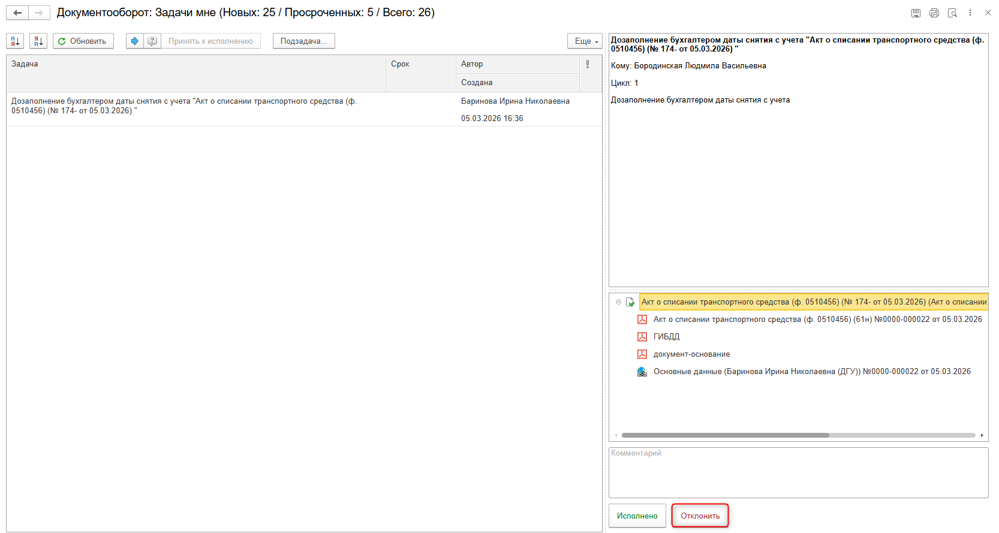 Документооборот: Задачи мне (Новых: 25 / Просроченных: 5 / Всего: 26)
Обновить
Принять к исполнению
Подзадача...
Еще
Задача
Срок
Автор
Создана
Дозаполнение бухгалтером даты снятия с учета "Акт о списании транспортного средства (ф.
0510456) (№ 174- от 05.03.2026) "
Баринова Ирина Николаевна
05.03.2026 16:36
Дозаполнение бухгалтером даты снятия с учета "Акт о списании транспортного средства (ф.
0510456) (№ 174- от 05.03.2026) "
Кому: Бородинская Людмила Васильевна
Цикл: 1
Дозаполнение бухгалтером даты снятия с учета
Акт о списании транспортного средства (ф. 0510456) (№ 174- от 05.03.2026) (Акт о списании
Акт о списании транспортного средства (ф. 0510456) (61н) №0000-000022 от 05.03.2026
ГИБДД
документ-основание
Основные данные (Баринова Ирина Николаевна (ДГУ)) №0000-000022 от 05.03.2026
Комментарий
Исполнено
Отклонить